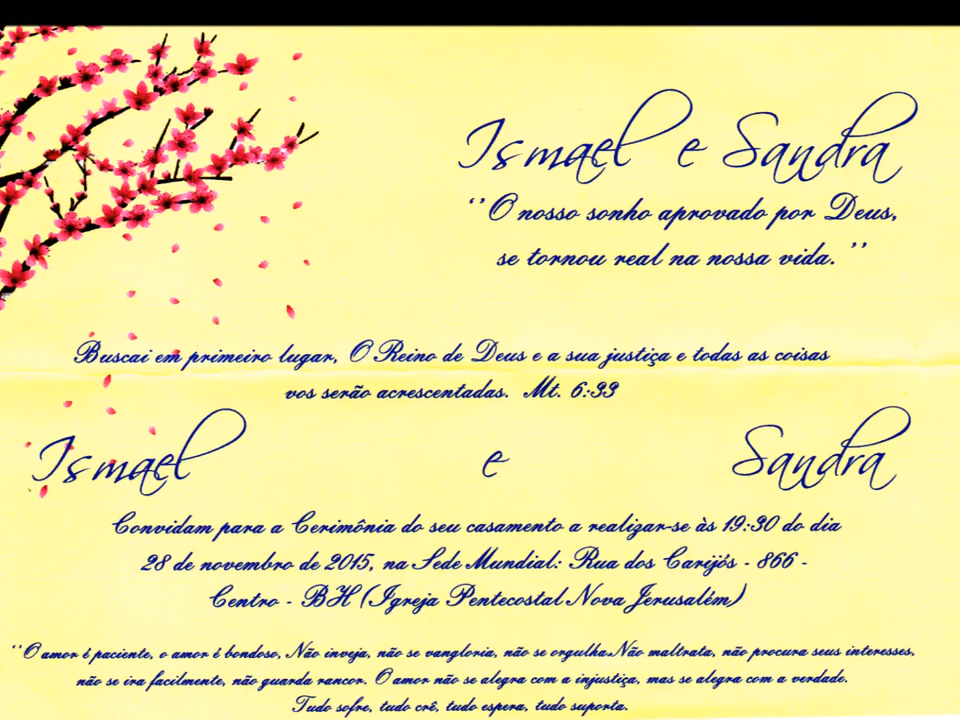 Ismael e Sandra
‘‘O nosso sonho aprovado por Deus,
se tornou real na nossa vida.’’
Buscai em primeiro lugar, O Reino de Deus e a sua justiça e todas as coisas
vos serão acrescentadas. Mt. 6:33
Ismael e Sandra
Convidam para a Cerimônia do seu casamento a realizar-se às 19:30 do dia
28 de novembro de 2015, na Sede Mundial: Rua dos Carijós - 866 -
Centro - BH (Igreja Pentecostal Nova Jerusalém)
‘‘O amor é paciente, o amor é bondoso, Não inveja, não se vangloria, não se orgulha.Não maltrata, não procura seus interesses,
não se ira facilmente, não guarda rancor. O amor não se alegra com a injustiça, mas se alegra com a verdade.
Tudo sofre, tudo crê, tudo espera, tudo suporta.